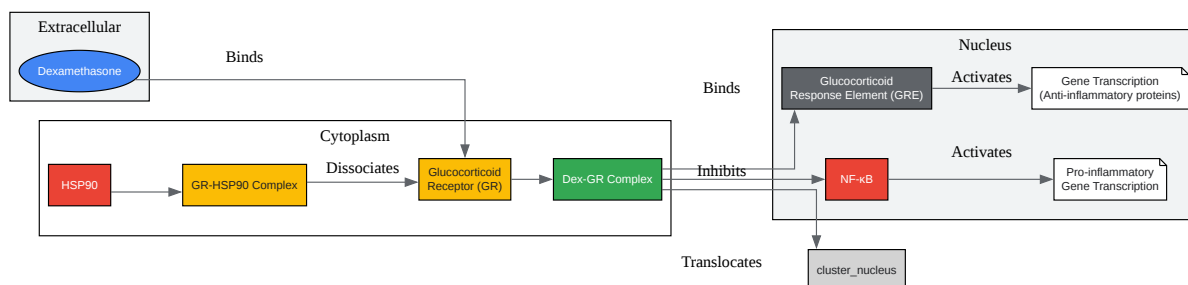 Extracellular
Dexamethasone
Binds
Cytoplasm
HSP90
GR-HSP90 Complex
Dissociates
Glucocorticoid
Receptor (GR)
Dex-GR Complex
Binds
Inhibits
Translocates
Nucleus
Glucocorticoid
Response Element (GRE)
Activates
Gene Transcription
(Anti-inflammatory proteins)
NF-κB
Activates
Pro-inflammatory
Gene Transcription
cluster_nucleus